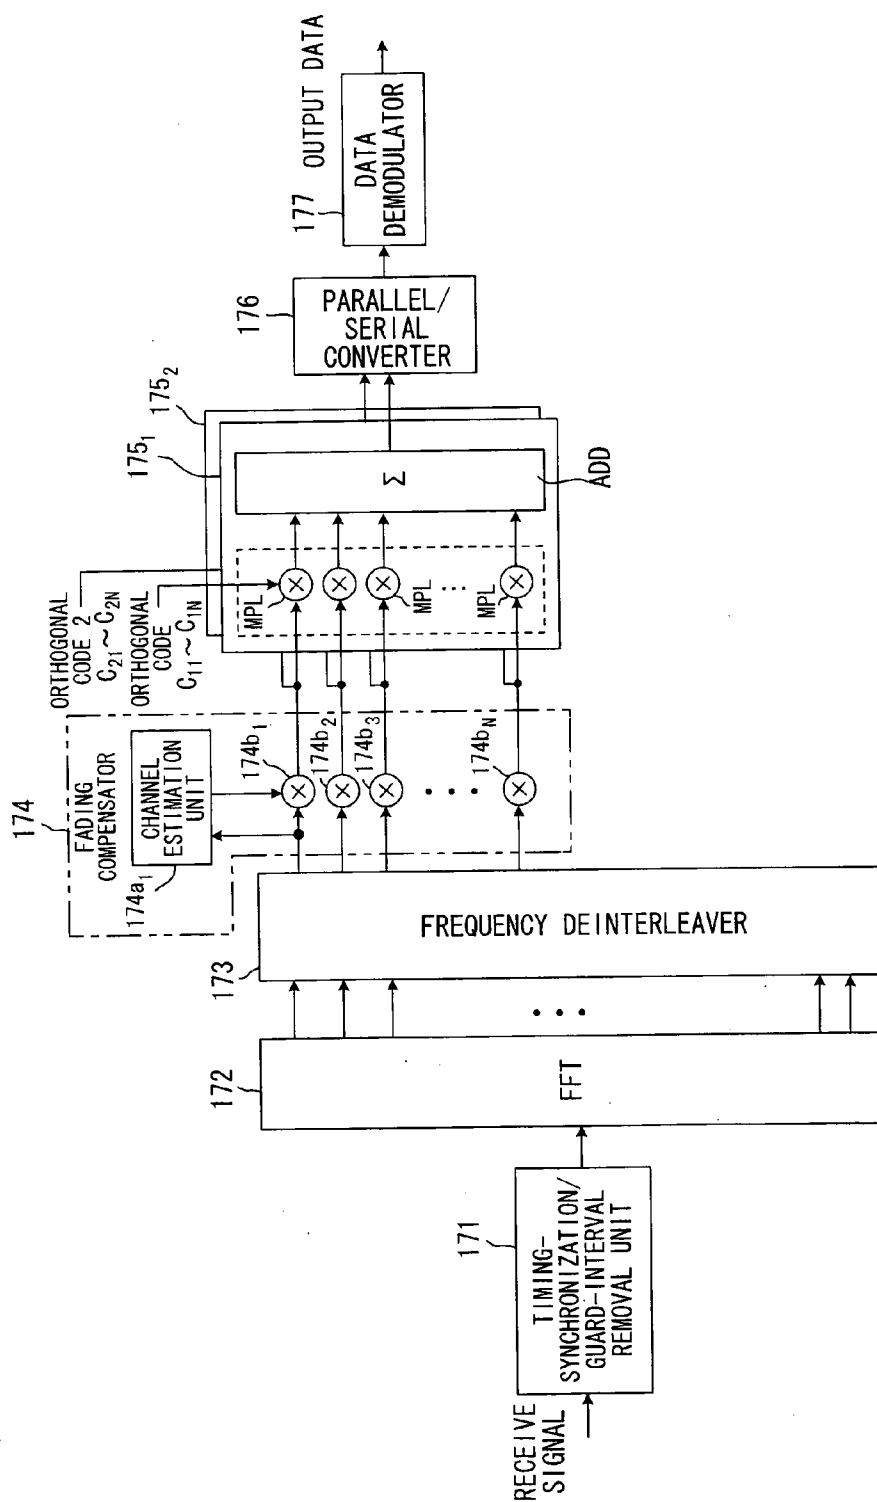 RECEIVE
SIGNAL
171
TIMING-
SYNCHRONIZATION/
GUARD-INTERVAL
REMOVAL UNIT
172
FFT
173
FREQUENCY DEINTERLEAVER
174
FADING
COMPENSATOR
CHANNEL
ESTIMATION
UNIT
174a1
174b1
174b2
174b3
174bN
ORTHOGONAL
CODE 2
C21～C2N
ORTHOGONAL
CODE
C11～C1N
MPL
MPL
MPL
1751
1752
Σ
ADD
176
PARALLEL/
SERIAL
CONVERTER
177
DATA
DEMODULATOR
OUTPUT DATA